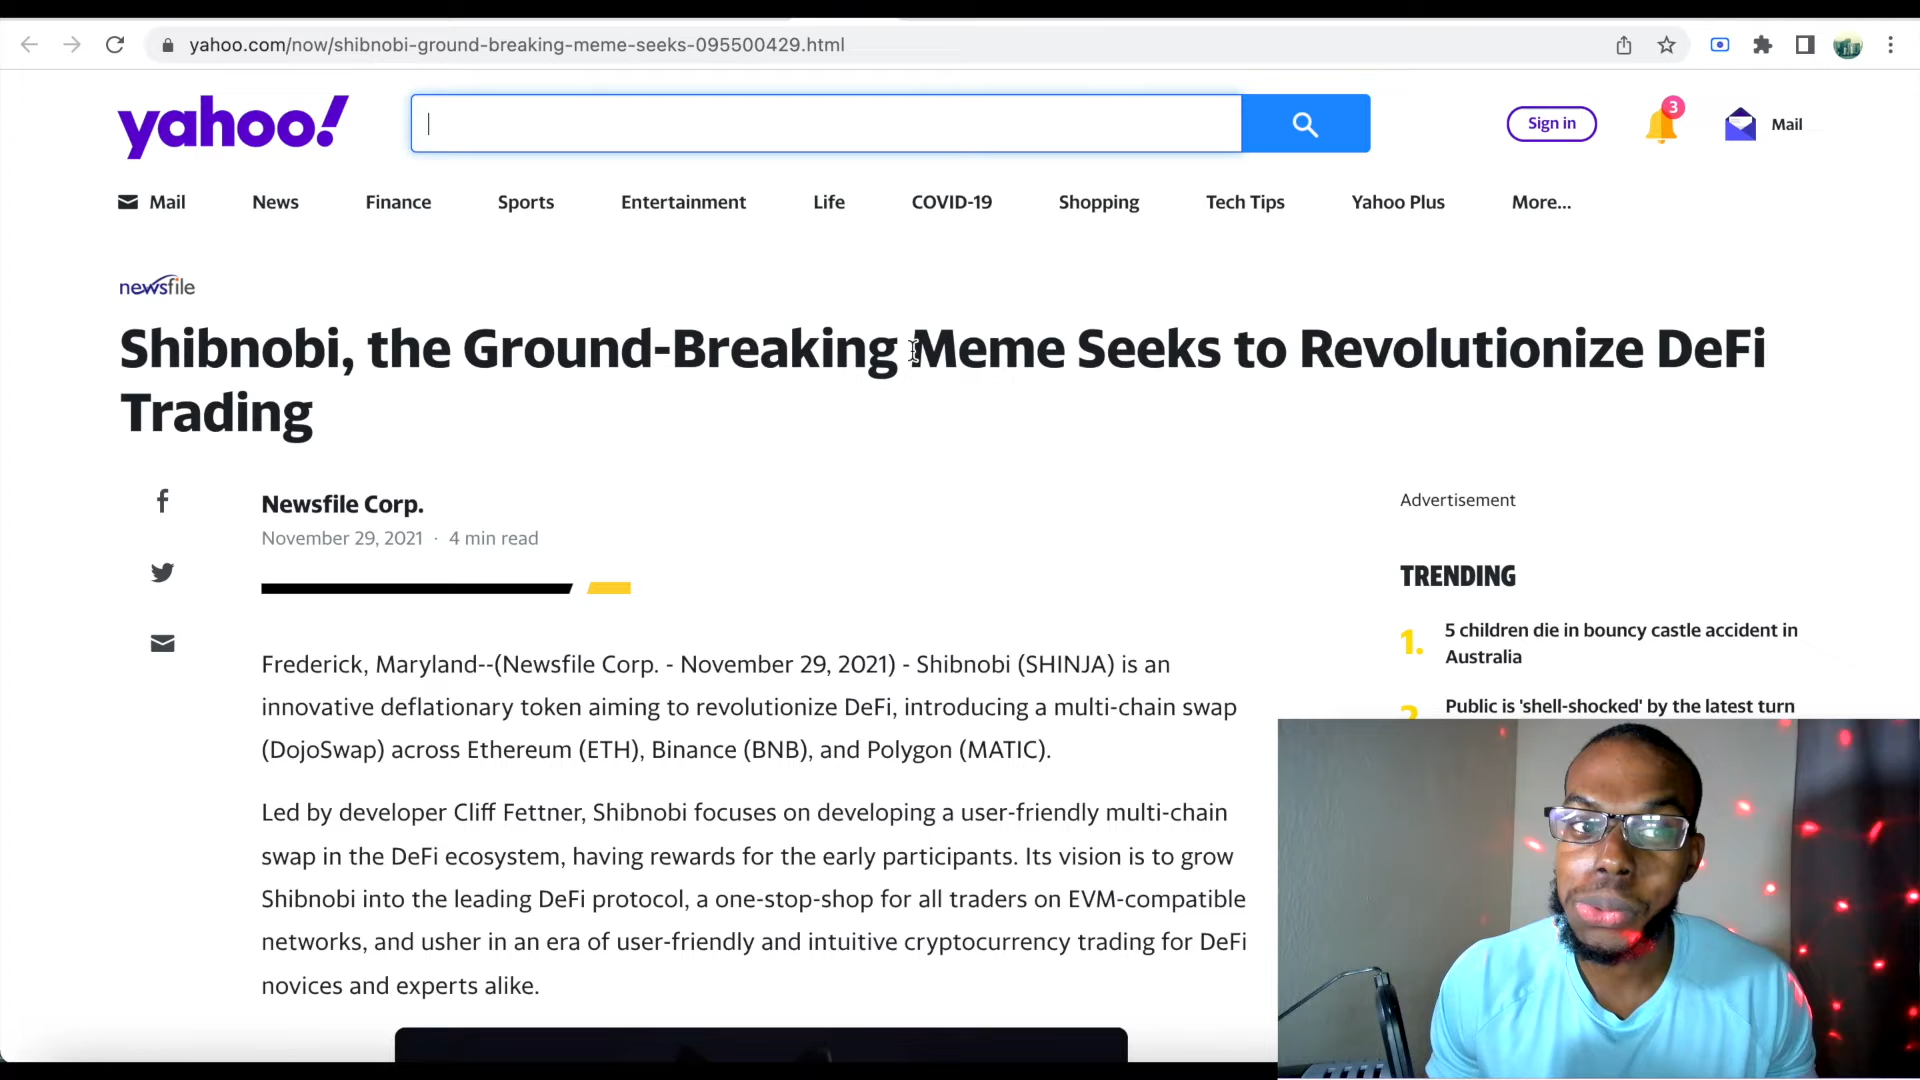 yahoo.com/now/shibnobi-ground-breaking-meme-seeks-095500429.html
yahoo!
Sign in
3
Mail
Mail
News
Finance
Sports
Entertainment
Life
COVID-19
Shopping
Tech Tips
Yahoo Plus
More...
newsfile
Shibnobi, the Ground-Breaking Meme Seeks to Revolutionize DeFi
Trading
Newsfile Corp.
November 29, 2021 · 4 min read
Frederick, Maryland--(Newsfile Corp. - November 29, 2021) - Shibnobi (SHINJA) is an
innovative deflationary token aiming to revolutionize DeFi, introducing a multi-chain swap
(DojoSwap) across Ethereum (ETH), Binance (BNB), and Polygon (MATIC).
Led by developer Cliff Fettner, Shibnobi focuses on developing a user-friendly multi-chain
swap in the DeFi ecosystem, having rewards for the early participants. Its vision is to grow
Shibnobi into the leading DeFi protocol, a one-stop-shop for all traders on EVM-compatible
networks, and usher in an era of user-friendly and intuitive cryptocurrency trading for DeFi
novices and experts alike.
Advertisement
TRENDING
1. 5 children die in bouncy castle accident in
Australia
2. Public is 'shell-shocked' by the latest turn